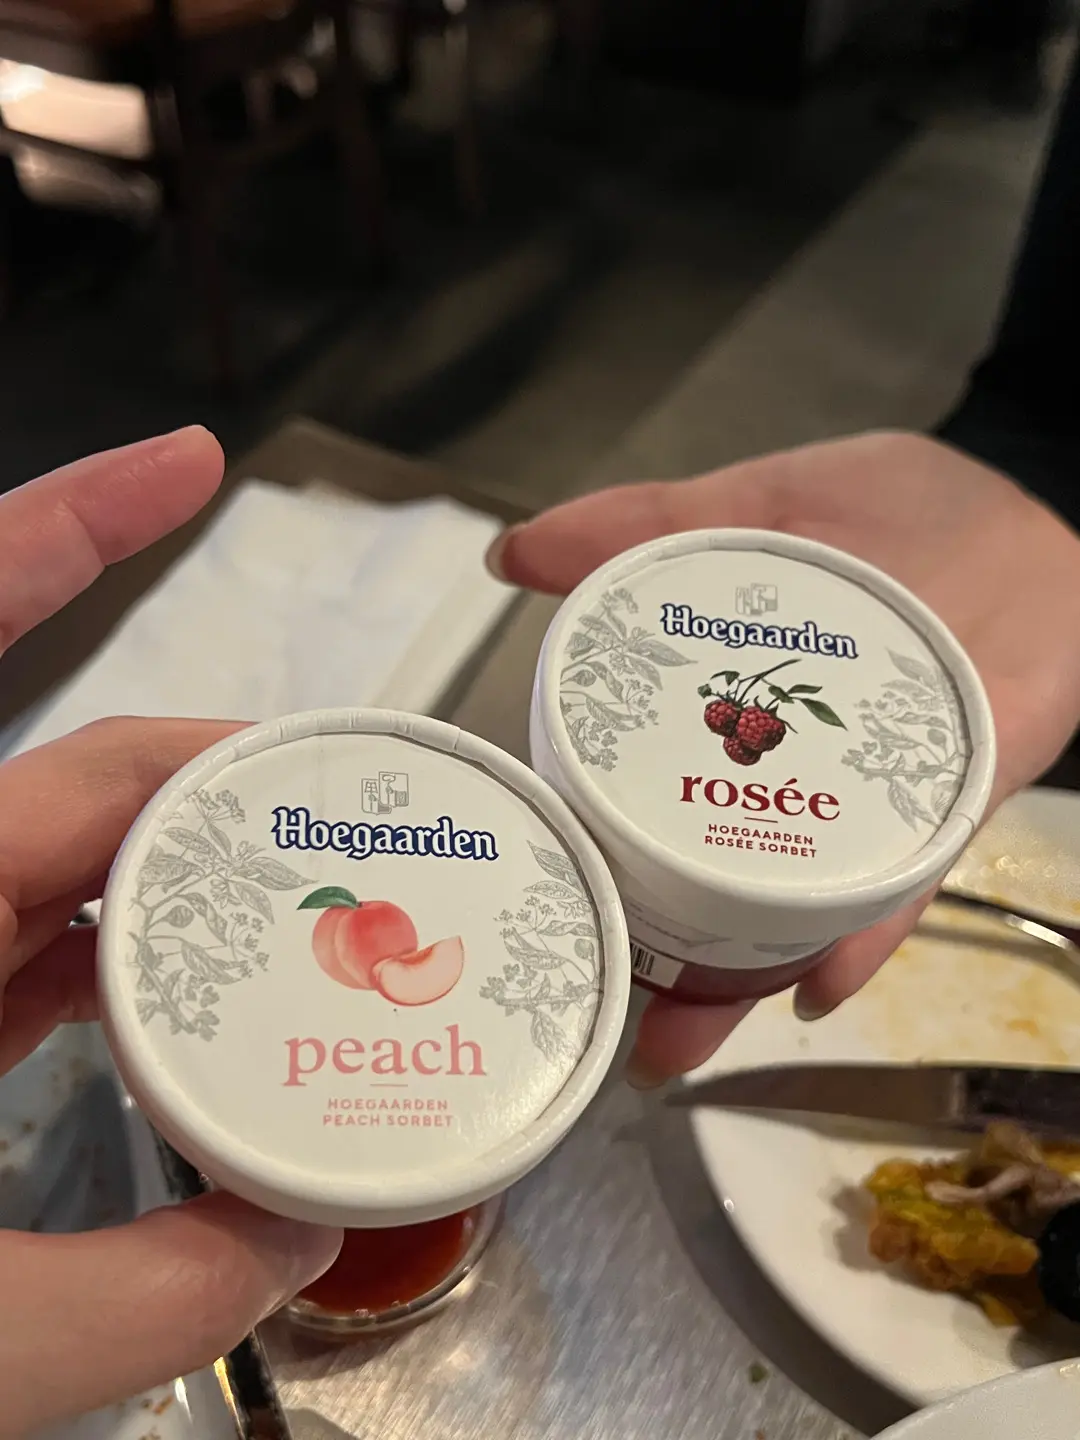 Hoegaarden
peach
HOEGAARDEN
PEACH SORBET
Hoegaarden
rosée
HOEGAARDEN
ROSÉE SORBET